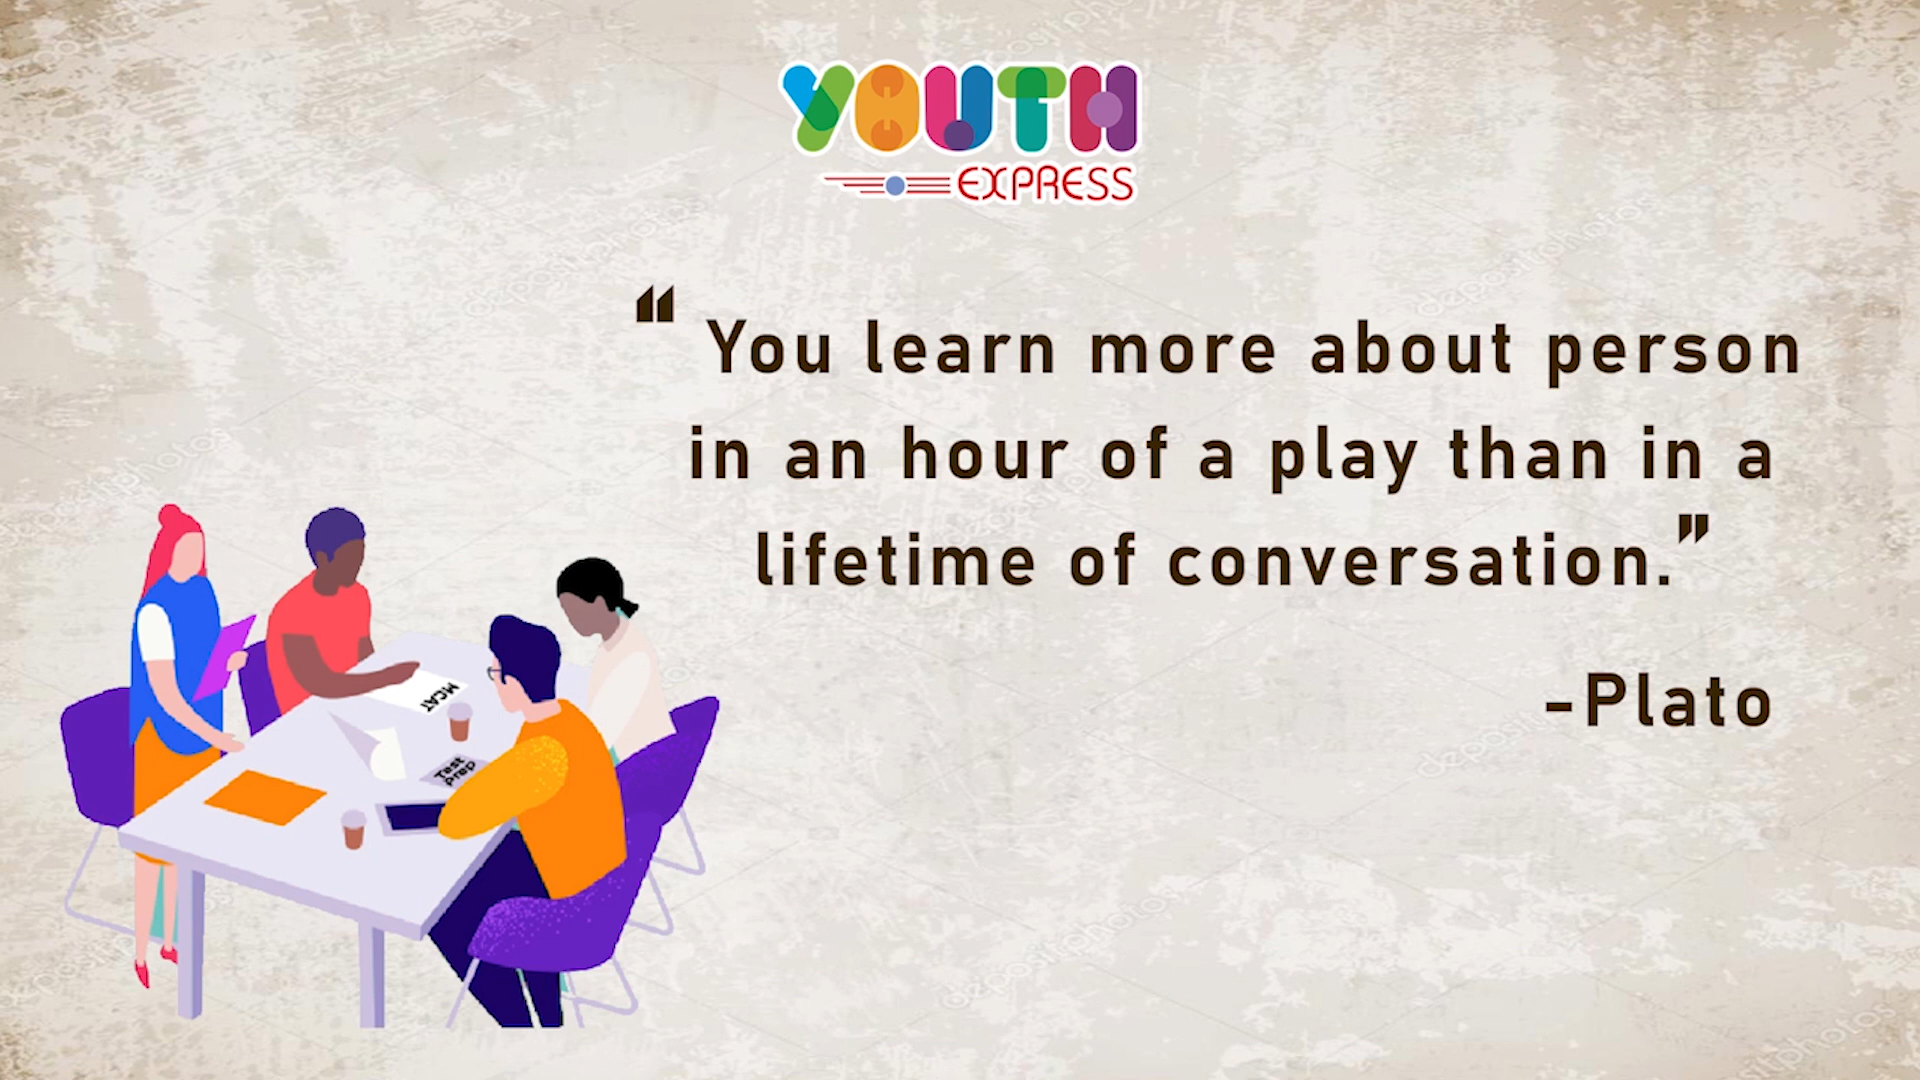 YOUTH
EXPRESS
“ You learn more about person
in an hour of a play than in a
lifetime of conversation.”
-Plato
MCAT
Test
prep
depositphotos